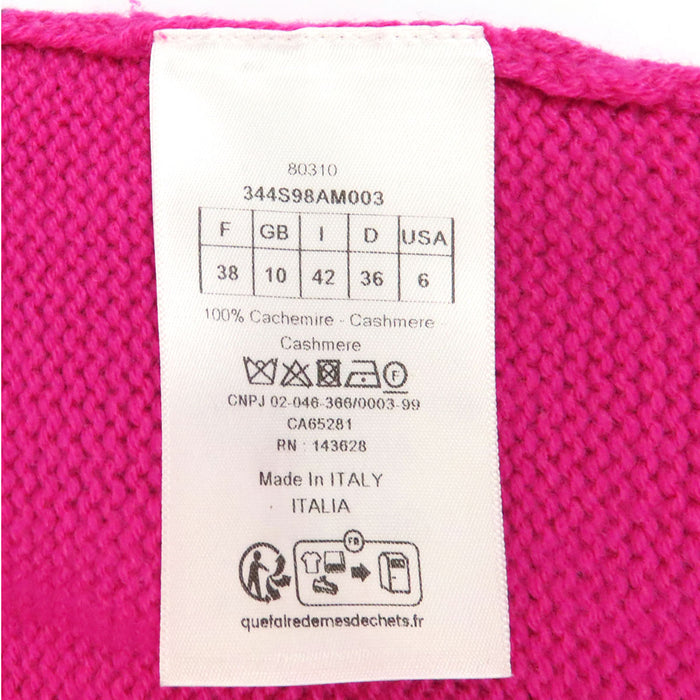 80310
344S98AM003
F GB I D USA
38 10 42 36 6
100% Cachemire - Cashmere
Cashmere
F
CNPJ 02-046-366/0003-99
CA65281
RN : 143628
Made In ITALY
ITALIA
FR
quefairedemesdechets.fr